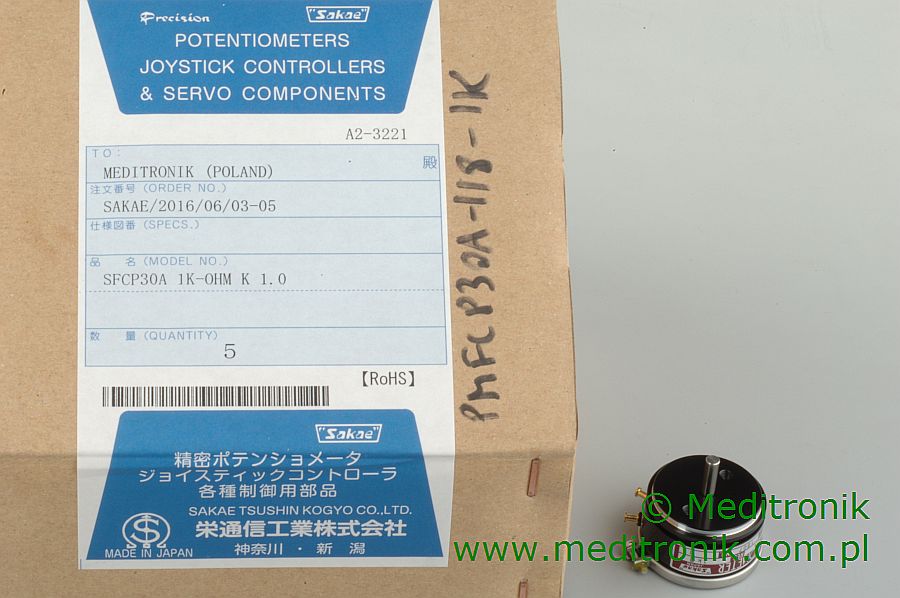 Precision "Sakae"
POTENTIOMETERS
JOYSTICK CONTROLLERS
& SERVO COMPONENTS
A2-3221
TO:
殿
MEDITRONIK (POLAND)
注文番号 (ORDER NO.)
SAKAE/2016/06/03-05
仕様図番 (SPECS.)
品 名 (MODEL NO.)
SFCP30A 1K-OHM K 1.0
数 量 (QUANTITY)
5
【RoHS】
"Sakae"
精密ポテンショメータ
ジョイスティックコントローラ
各種制御用部品
SAKAE TSUSHIN KOGYO CO.,LTD.
栄通信工業株式会社
MADE IN JAPAN
神奈川・新潟
PMFCP30A-118-1K
© Meditronik
www.meditronik.com.pl
"Sakae"